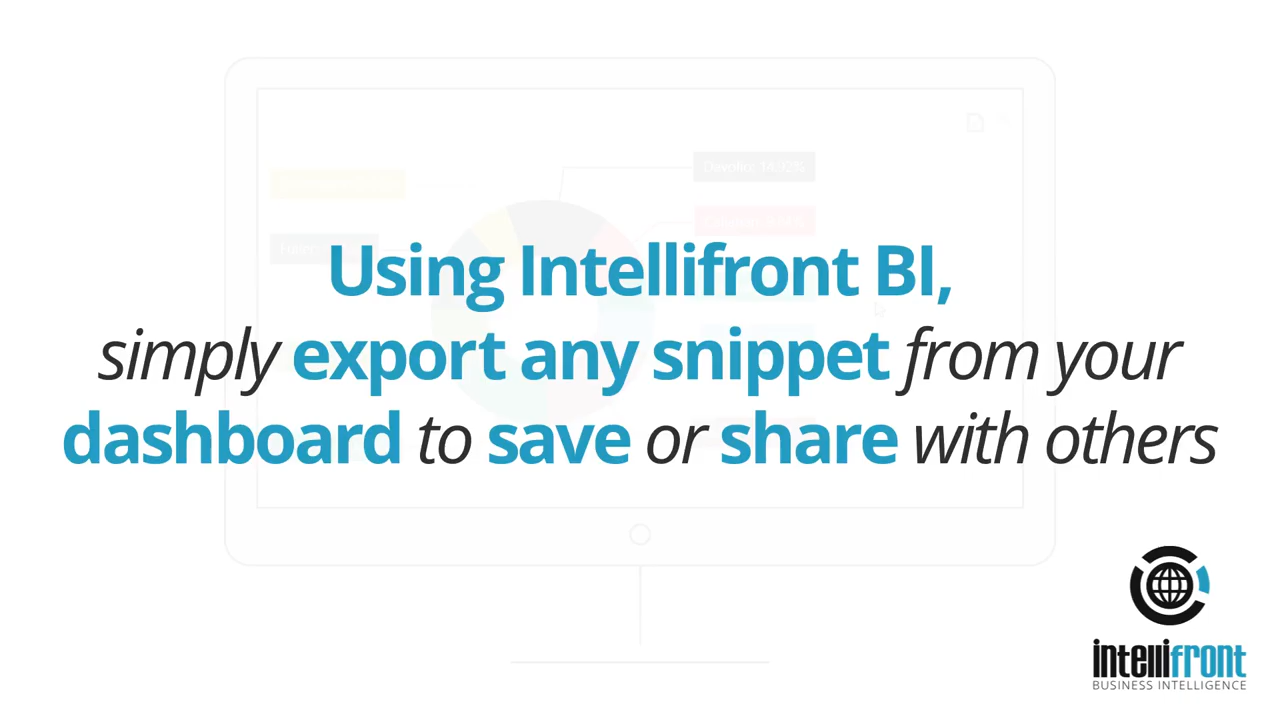 Using Intellifront BI,
simply export any snippet from your
dashboard to save or share with others
intellifront
BUSINESS INTELLIGENCE